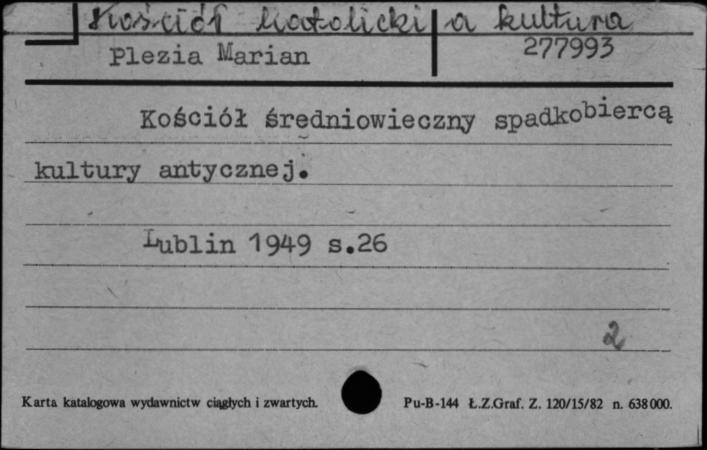 Kościół katolicki a kultura
Plezia Marian 277993
Kościół średniowieczny spadkobiercą
kultury antycznej.
Lublin 1949 s.26
2
Karta katalogowa wydawnictw ciągłych i zwartych. Pu-B-144 Ł.Z.Graf. Z. 120/15/82 n. 638000.